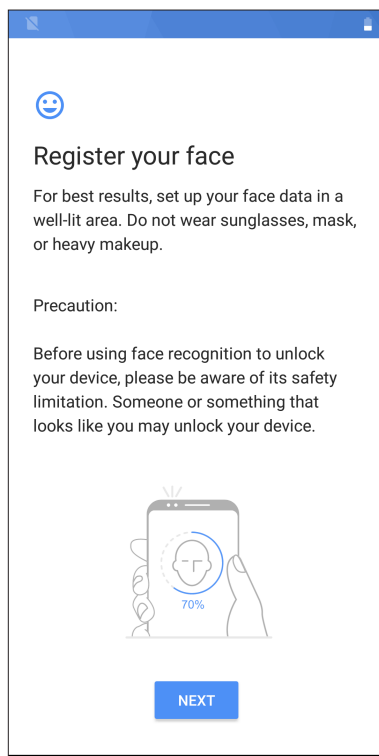 Register your face
For best results, set up your face data in a
well-lit area. Do not wear sunglasses, mask,
or heavy makeup.
Precaution:
Before using face recognition to unlock
your device, please be aware of its safety
limitation. Someone or something that
looks like you may unlock your device.
70%
NEXT